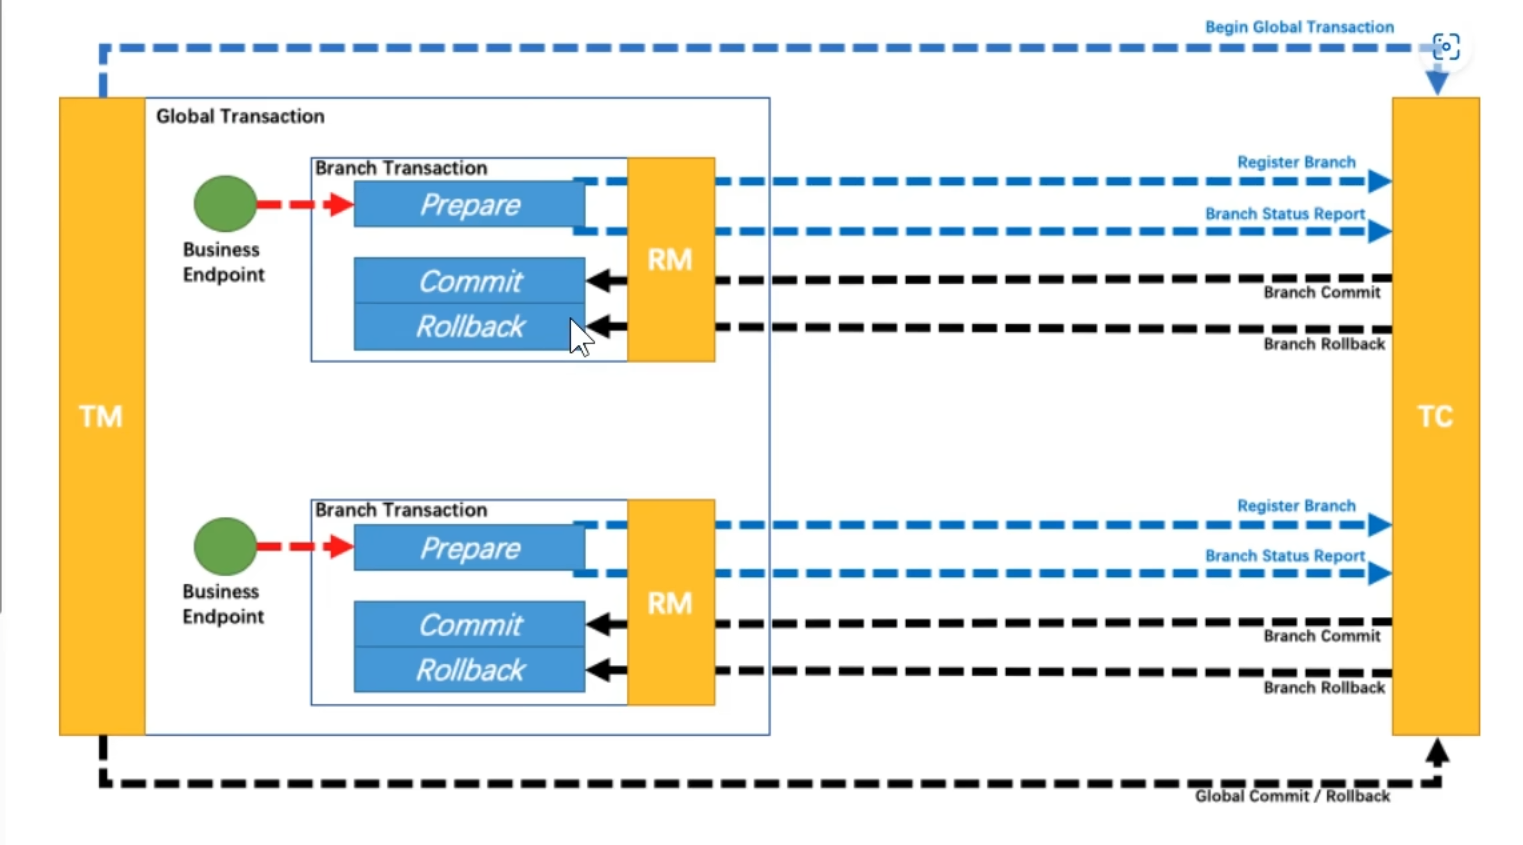 Begin Global Transaction
Global Transaction
Branch Transaction
Prepare
Commit
Rollback
RM
Business
Endpoint
Register Branch
Branch Status Report
Branch Commit
Branch Rollback
TM
TC
Branch Transaction
Prepare
Commit
Rollback
RM
Business
Endpoint
Register Branch
Branch Status Report
Branch Commit
Branch Rollback
Global Commit / Rollback